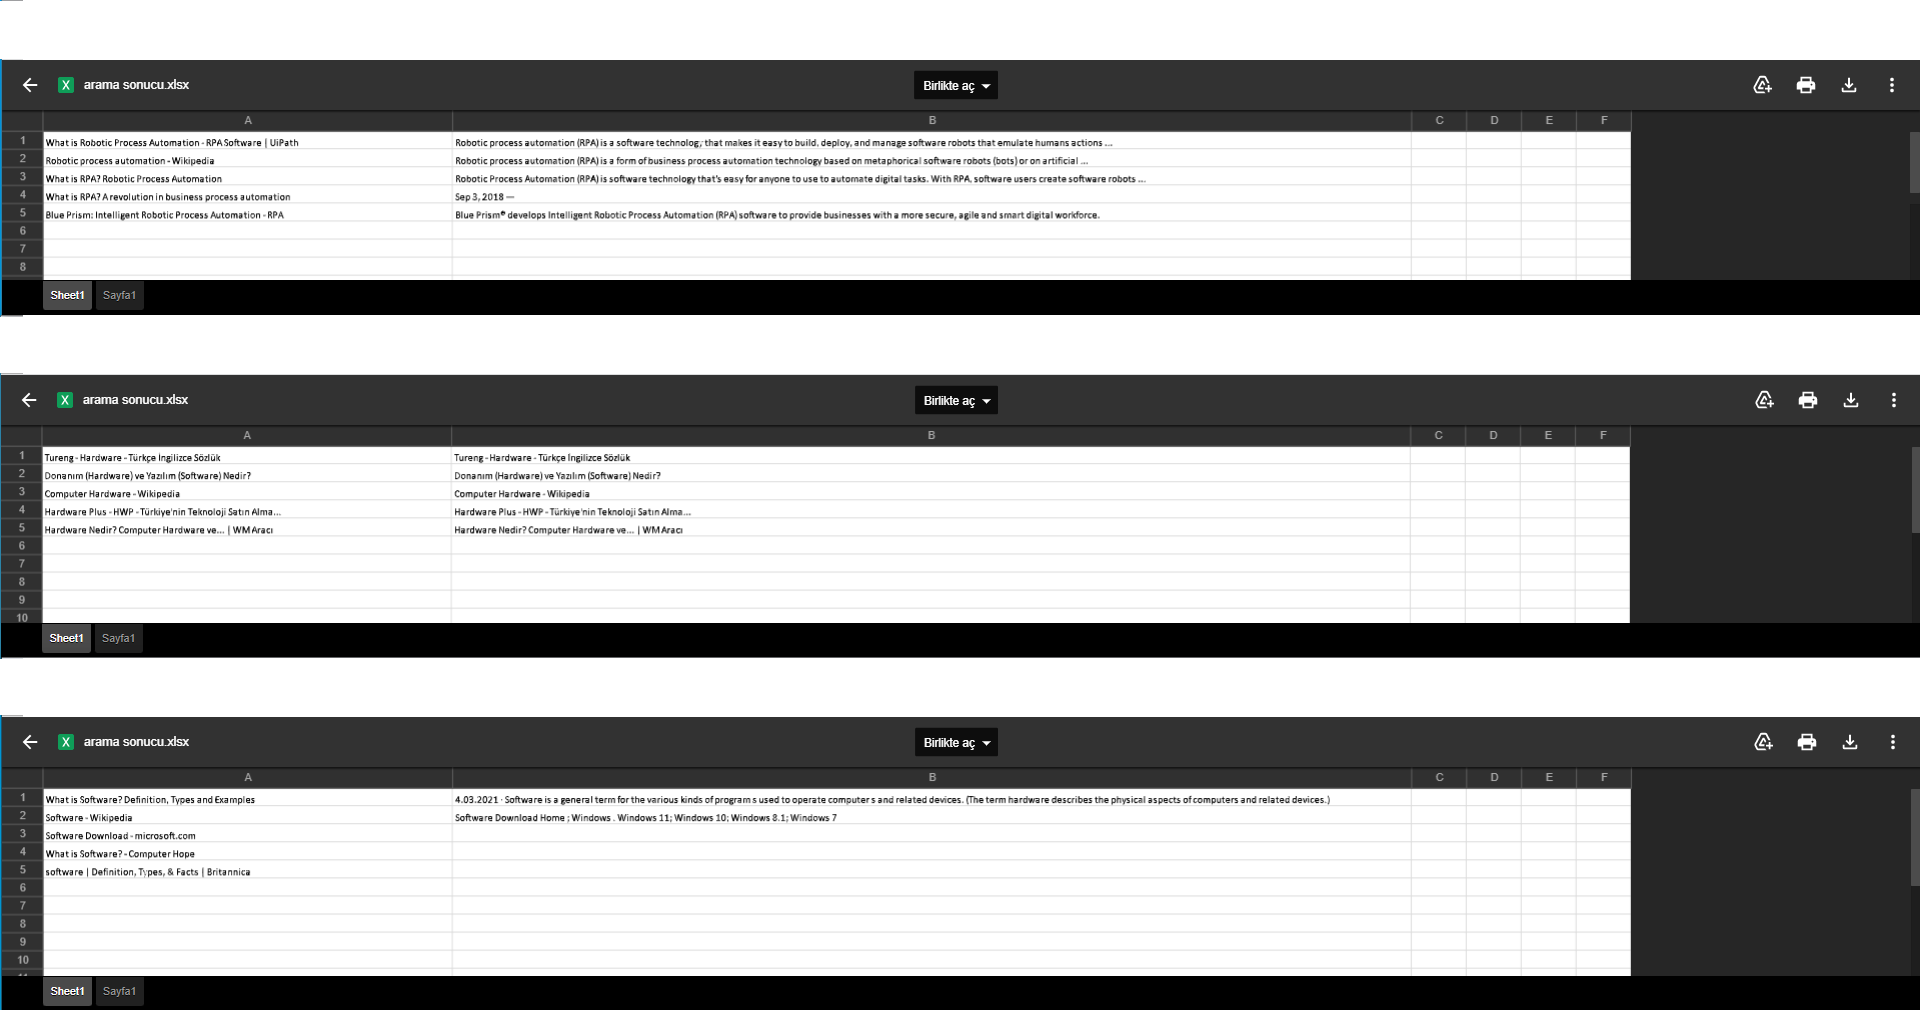 arama sonucu.xlsx Birlikte aç
A B C D E F
1 What is Robotic Process Automation - RPA Software | UiPath Robotic process automation (RPA) is a software technolog; that makes it easy to build, deploy, and manage software robots that emulate humans actions ...
2 Robotic process automation - Wikipedia Robotic process automation (RPA) is a form of business process automation technology based on metaphorical software robots (bots) or on artificial ...
3 What is RPA? Robotic Process Automation Robotic Process Automation (RPA) is software technology that's easy for anyone to use to automate digital tasks. With RPA, software users create software robots ...
4 What is RPA? A revolution in business process automation Sep 3, 2018 —
5 Blue Prism: Intelligent Robotic Process Automation - RPA Blue Prism® develops Intelligent Robotic Process Automation (RPA) software to provide businesses with a more secure, agile and smart digital workforce.
6
7
8
Sheet1 Sayfa1
arama sonucu.xlsx Birlikte aç
A B C D E F
1 Tureng - Hardware - Türkçe İngilizce Sözlük Tureng - Hardware - Türkçe İngilizce Sözlük
2 Donanım (Hardware) ve Yazılım (Software) Nedir? Donanım (Hardware) ve Yazılım (Software) Nedir?
3 Computer Hardware - Wikipedia Computer Hardware - Wikipedia
4 Hardware Plus - HWP - Türkiye'nin Teknoloji Satın Alma... Hardware Plus - HWP - Türkiye'nin Teknoloji Satın Alma...
5 Hardware Nedir? Computer Hardware ve... | WM Aracı Hardware Nedir? Computer Hardware ve... | WM Aracı
6
7
8
9
10
Sheet1 Sayfa1
arama sonucu.xlsx Birlikte aç
A B C D E F
1 What is Software? Definition, Types and Examples 4.03.2021 · Software is a general term for the various kinds of programs used to operate computers and related devices. (The term hardware describes the physical aspects of computers and related devices.)
2 Software - Wikipedia Software Download Home ; Windows . Windows 11; Windows 10; Windows 8.1; Windows 7
3 Software Download - microsoft.com
4 What is Software? - Computer Hope
5 software | Definition, Types, & Facts | Britannica
6
7
8
9
10
Sheet1 Sayfa1